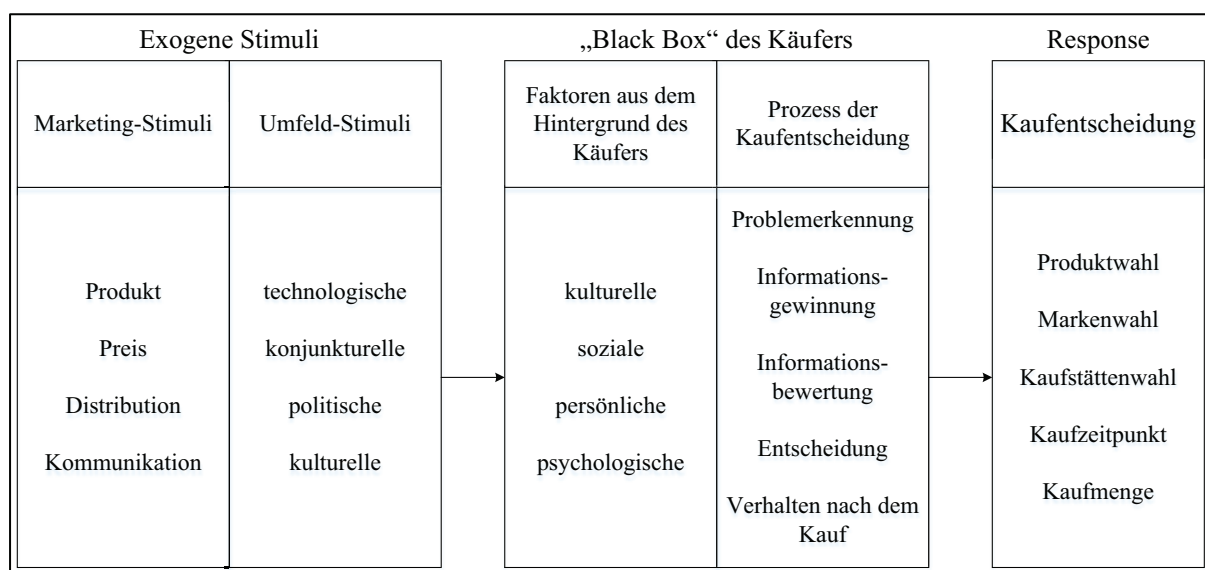 Exogene Stimuli
„Black Box“ des Käufers
Response
Marketing-Stimuli
Umfeld-Stimuli
Faktoren aus dem
Hintergrund des
Käufers
Prozess der
Kaufentscheidung
Kaufentscheidung
Produkt
Preis
Distribution
Kommunikation
technologische
konjunkturelle
politische
kulturelle
kulturelle
soziale
persönliche
psychologische
Problemerkennung
Informations-
gewinnung
Informations-
bewertung
Entscheidung
Verhalten nach dem
Kauf
Produktwahl
Markenwahl
Kaufstättenwahl
Kaufzeitpunkt
Kaufmenge